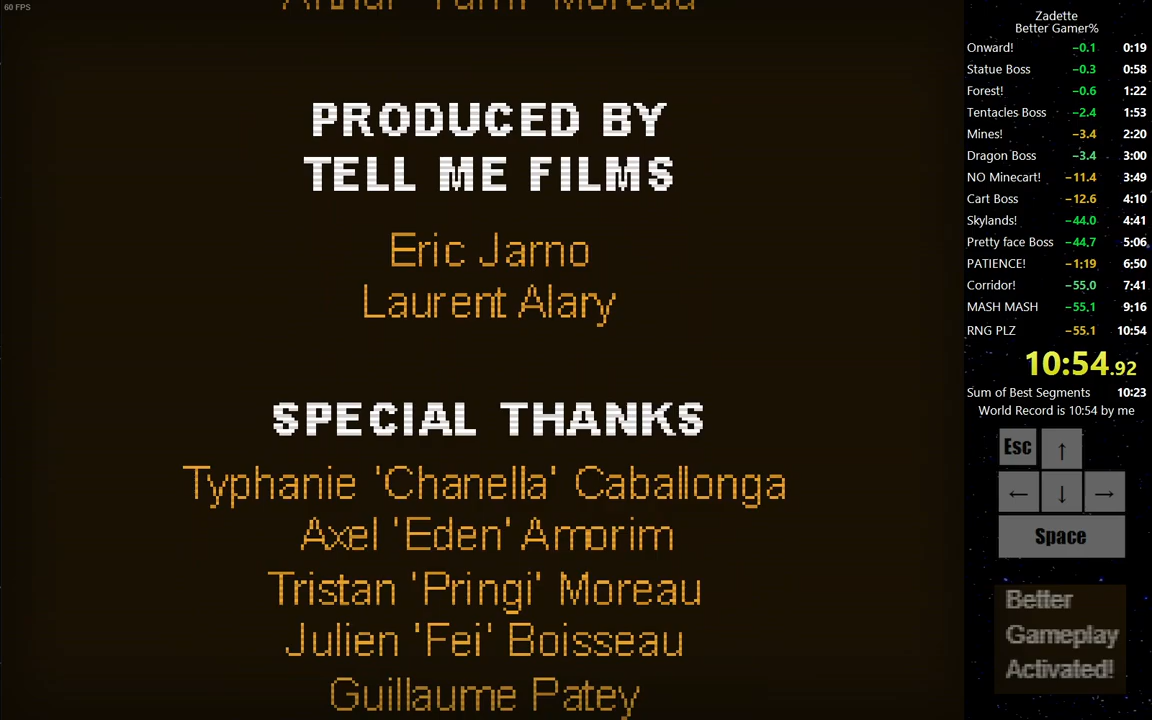 60 FPS
PRODUCED BY
TELL ME FILMS
Eric Jarno
Laurent Alary
SPECIAL THANKS
Typhanie 'Chanella' Caballonga
Axel 'Eden' Amorim
Tristan 'Pringi' Moreau
Julien 'Fei' Boisseau
Guillaume Patey
Zadette
Better Gamer%
Onward! −0.1 0:19
Statue Boss −0.3 0:58
Forest! −0.6 1:22
Tentacles Boss −2.4 1:53
Mines! −3.4 2:20
Dragon Boss −3.4 3:00
NO Minecart! −11.4 3:49
Cart Boss −12.6 4:10
Skylands! −44.0 4:41
Pretty face Boss −44.7 5:06
PATIENCE! −1:19 6:50
Corridor! −55.0 7:41
MASH MASH −55.1 9:16
RNG PLZ −55.1 10:54
10:54.92
Sum of Best Segments 10:23
World Record is 10:54 by me
Esc ↑
← ↓ →
Space
Better
Gameplay
Activated!